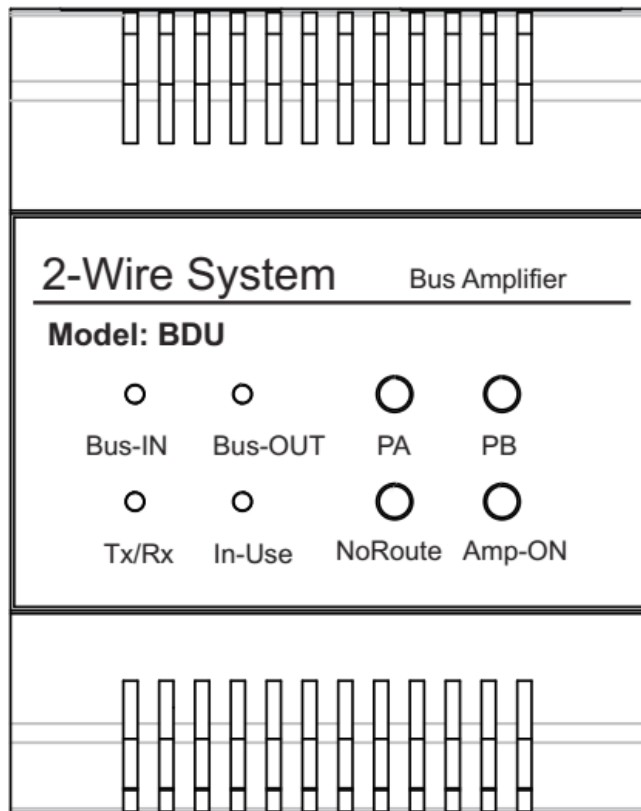 2-Wire System Bus Amplifier
Model: BDU
Bus-IN Bus-OUT PA PB
Tx/Rx In-Use NoRoute Amp-ON